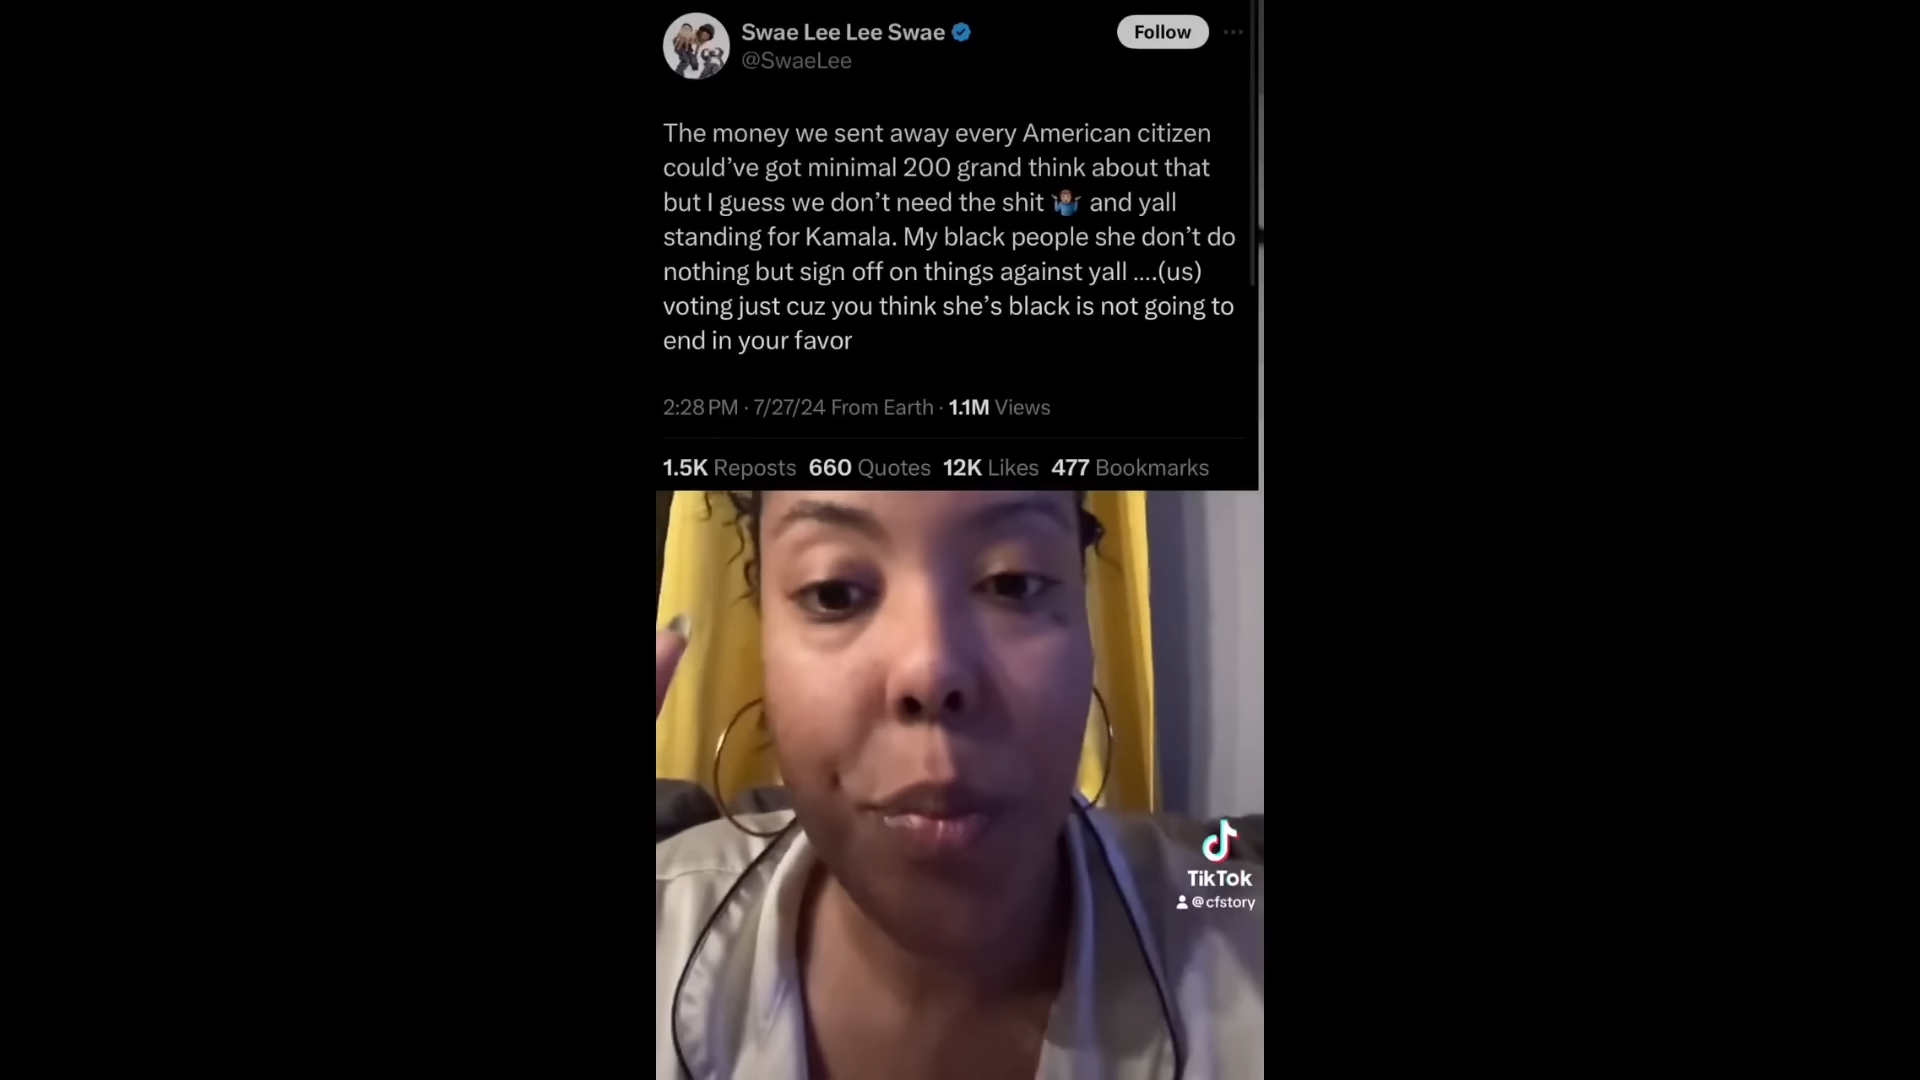 Swae Lee Lee Swae
Follow
@SwaeLee
The money we sent away every American citizen
could’ve got minimal 200 grand think about that
but I guess we don’t need the shit 🤷🏽‍♂️ and yall
standing for Kamala. My black people she don’t do
nothing but sign off on things against yall ....(us)
voting just cuz you think she’s black is not going to
end in your favor
2:28 PM · 7/27/24 From Earth · 1.1M Views
1.5K Reposts 660 Quotes 12K Likes 477 Bookmarks
TikTok
@cfstory